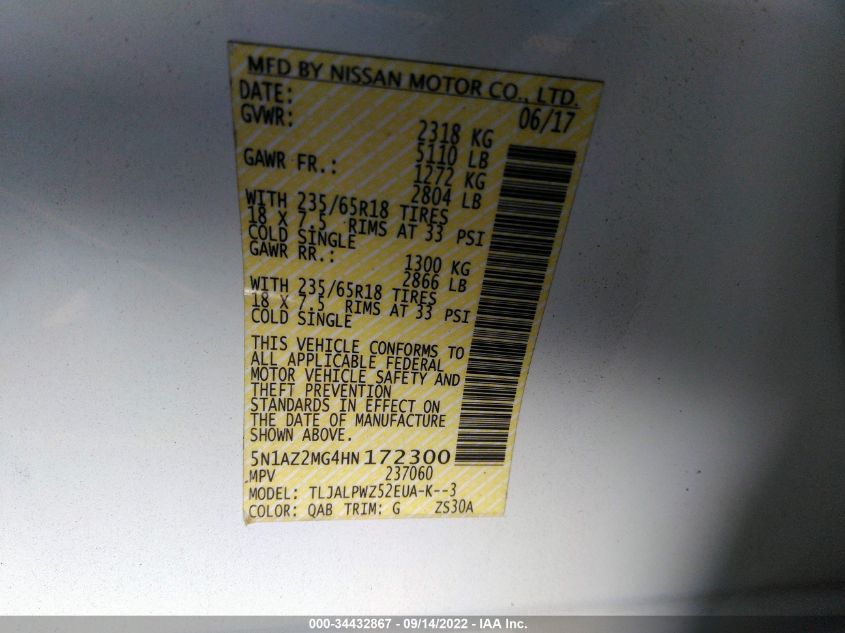 MFD BY NISSAN MOTOR CO., LTD.
DATE: 06/17
GVWR: 2318 KG
5110 LB
GAWR FR.: 1272 KG
2804 LB
WITH 235/65R18 TIRES
18 X 7.5 RIMS AT 33 PSI
COLD SINGLE
GAWR RR.: 1300 KG
2866 LB
WITH 235/65R18 TIRES
18 X 7.5 RIMS AT 33 PSI
COLD SINGLE
THIS VEHICLE CONFORMS TO
ALL APPLICABLE FEDERAL
MOTOR VEHICLE SAFETY AND
THEFT PREVENTION
STANDARDS IN EFFECT ON
THE DATE OF MANUFACTURE
SHOWN ABOVE.
5N1AZ2MG4HN172300
MPV 237060
MODEL: TLJALPWZ52EUA-K--3
COLOR: QAB TRIM: G ZS30A
000-34432867 - 09/14/2022 - IAA Inc.